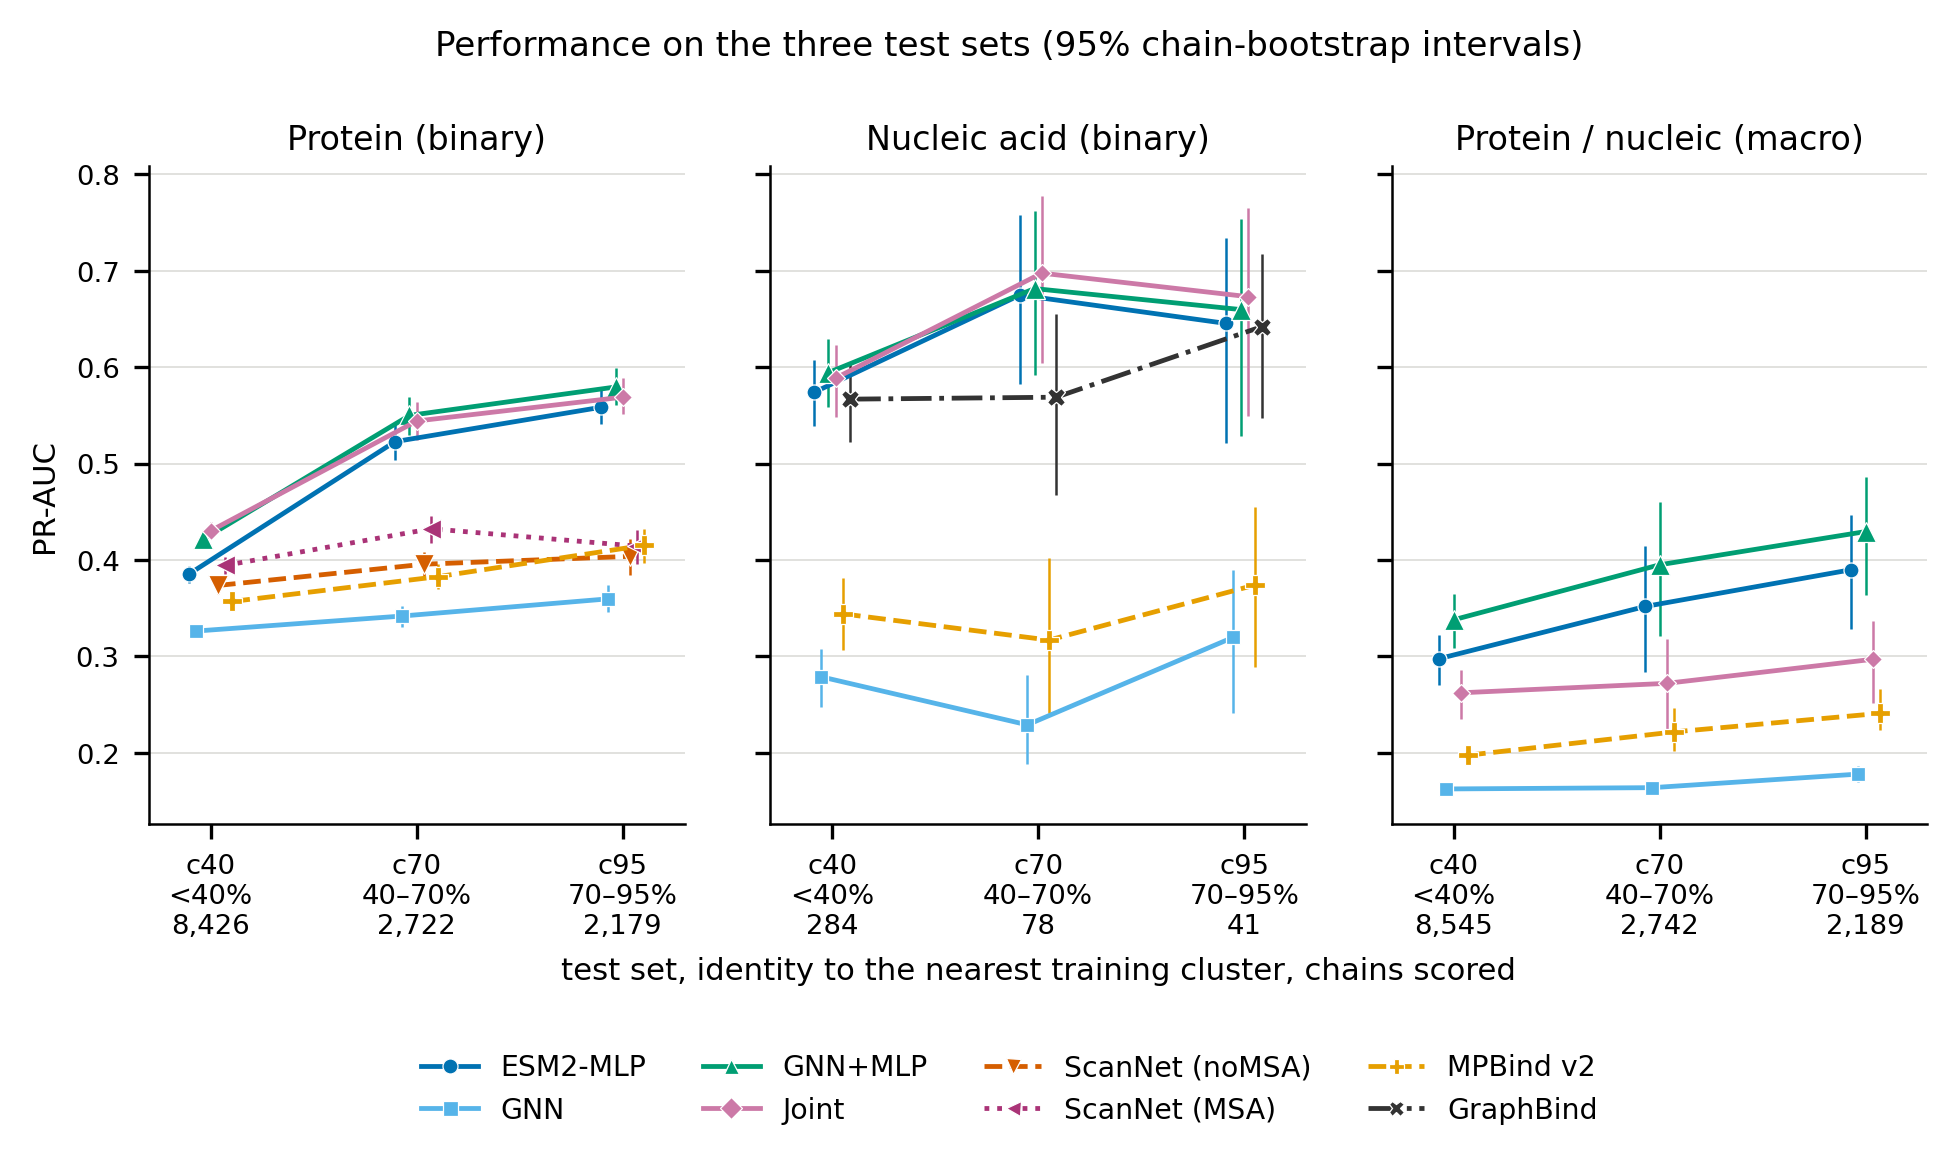 Performance on the three test sets (95% chain-bootstrap intervals)
Protein (binary)
Nucleic acid (binary)
Protein / nucleic (macro)
PR-AUC
0.8
0.7
0.6
0.5
0.4
0.3
0.2
c40
<40%
8,426
c70
40–70%
2,722
c95
70–95%
2,179
c40
<40%
284
c70
40–70%
78
c95
70–95%
41
c40
<40%
8,545
c70
40–70%
2,742
c95
70–95%
2,189
test set, identity to the nearest training cluster, chains scored
ESM2-MLP
GNN
GNN+MLP
Joint
ScanNet (noMSA)
ScanNet (MSA)
MPBind v2
GraphBind